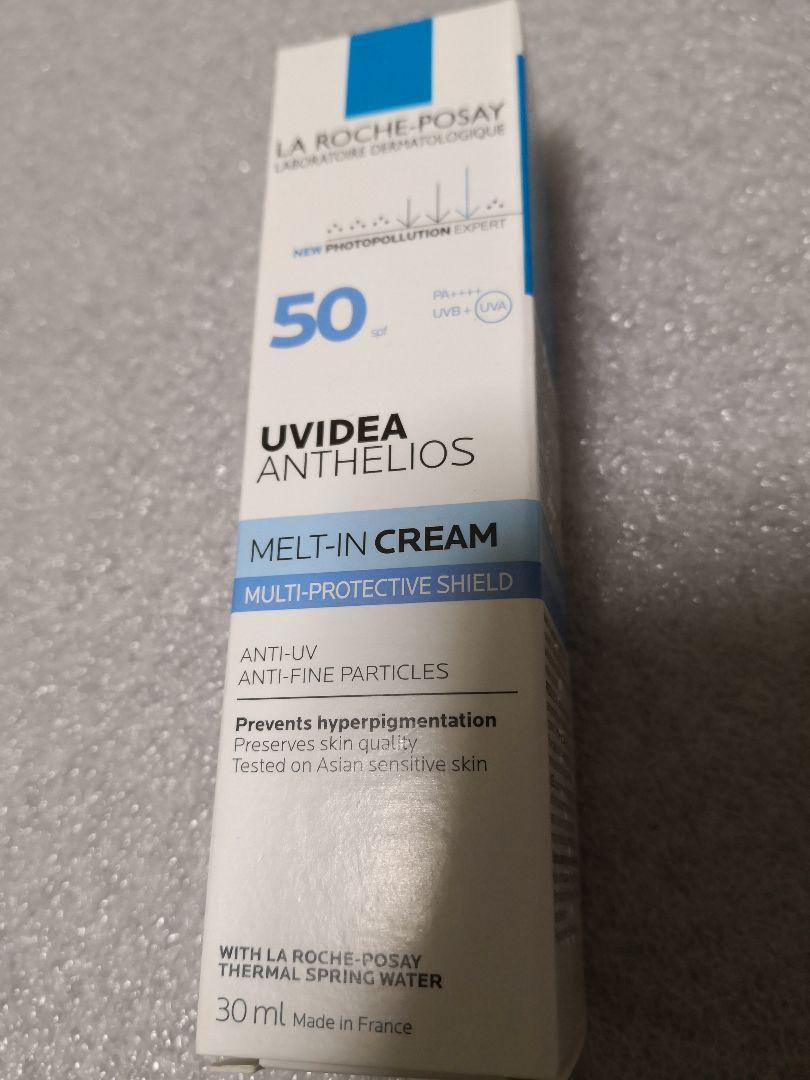 LA ROCHE-POSAY
LABORATOIRE DERMATOLOGIQUE
NEW PHOTOPOLLUTION EXPERT
50 spf
PA++++
UVB + UVA
UVIDEA
ANTHELIOS
MELT-IN CREAM
MULTI-PROTECTIVE SHIELD
ANTI-UV
ANTI-FINE PARTICLES
Prevents hyperpigmentation
Preserves skin quality
Tested on Asian sensitive skin
WITH LA ROCHE-POSAY
THERMAL SPRING WATER
30 ml Made in France